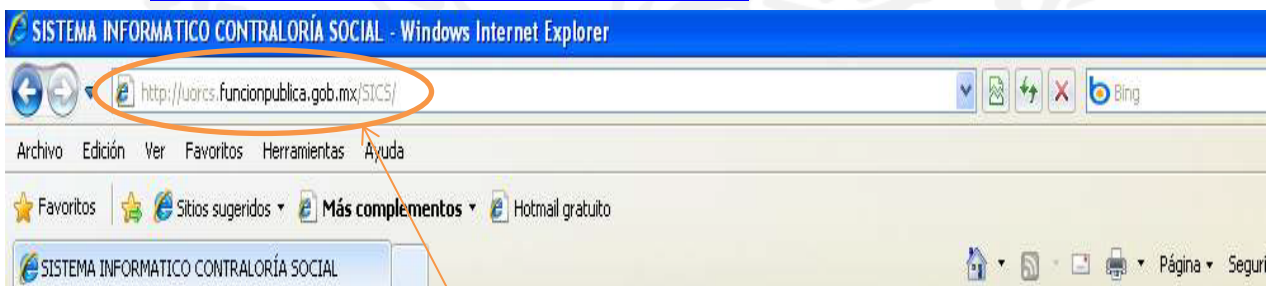 SISTEMA INFORMATICO CONTRALORÍA SOCIAL - Windows Internet Explorer
http://uorcs.funcionpublica.gob.mx/SICS/ Bing
Archivo Edición Ver Favoritos Herramientas Ayuda
Favoritos Sitios sugeridos Más complementos Hotmail gratuito
SISTEMA INFORMATICO CONTRALORÍA SOCIAL Página Seguri